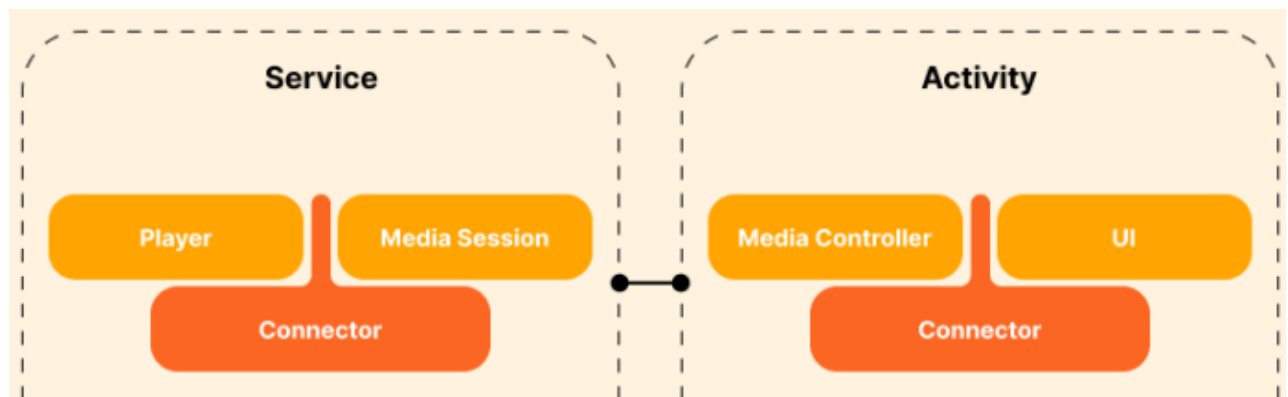 Service
Player
Media Session
Connector
Activity
Media Controller
UI
Connector